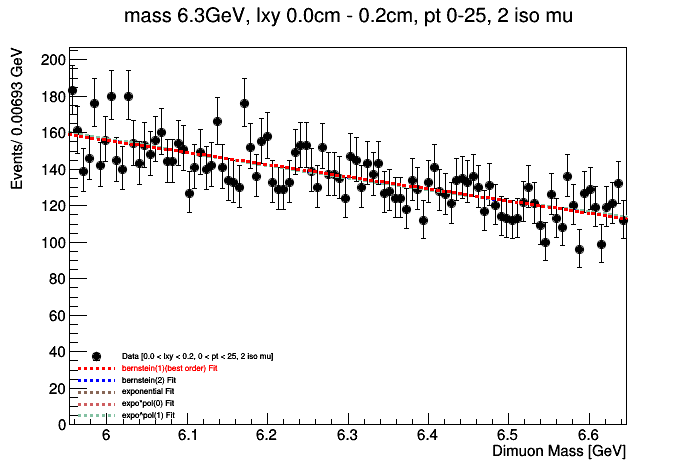 mass 6.3GeV, lxy 0.0cm - 0.2cm, pt 0-25, 2 iso mu
Events/ 0.00693 GeV
200
180
160
140
120
100
80
60
40
20
0
Data [0.0 < lxy < 0.2, 0 < pt < 25, 2 iso mu]
bernstein(1)(best order) Fit
bernstein(2) Fit
exponential Fit
expo*pol(0) Fit
expo*pol(1) Fit
6 6.1 6.2 6.3 6.4 6.5 6.6
Dimuon Mass [GeV]